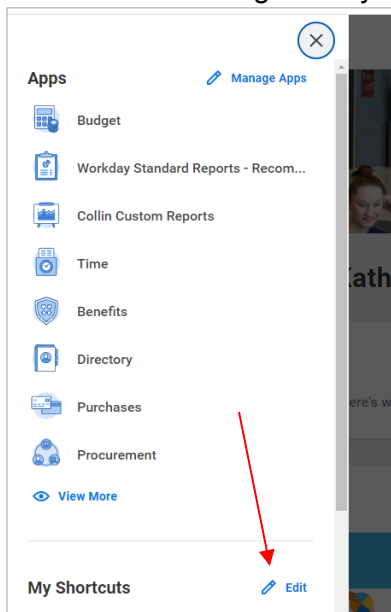 Apps
Manage Apps
Budget
Workday Standard Reports - Recom...
Collin Custom Reports
Time
Benefits
Directory
Purchases
Procurement
View More
My Shortcuts
Edit